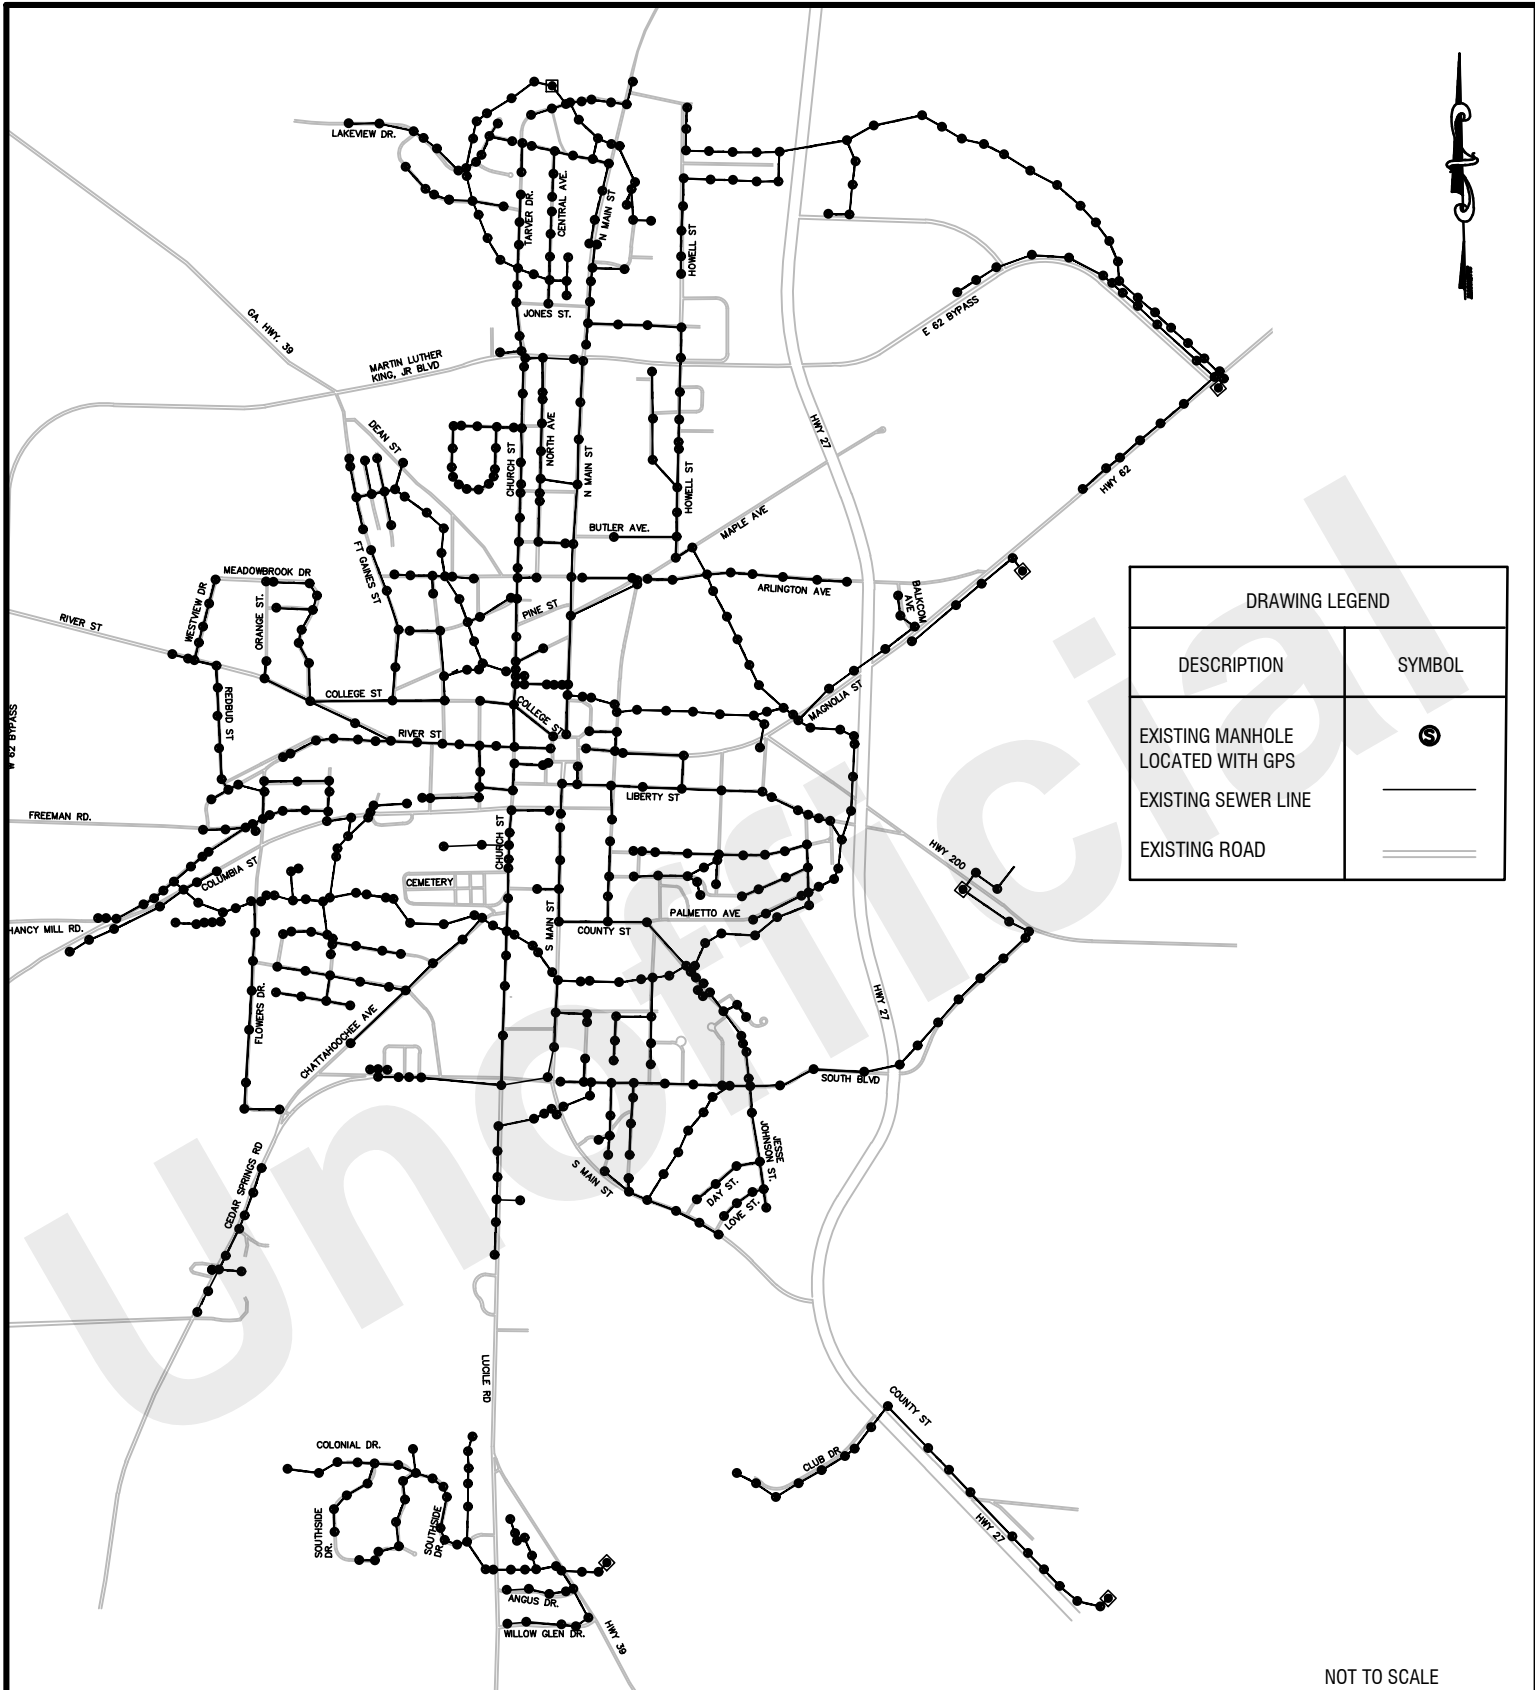 LAKEVIEW DR.
TARVER DR.
CENTRAL AVE.
N MAIN ST
HOWELL ST
JONES ST.
E 62 BYPASS
GA. HWY. 39
MARTIN LUTHER
KING, JR BLVD
DEAN ST
CHURCH ST
NORTH AVE
N MAIN ST
HOWELL ST
HWY 27
HWY 62
BUTLER AVE.
MAPLE AVE
FT GAINES ST
MEADOWBROOK DR
WESTVIEW DR
ORANGE ST.
RIVER ST
PINE ST
ARLINGTON AVE
BALKCOM
AVE
DRAWING LEGEND
DESCRIPTION
SYMBOL
EXISTING MANHOLE
LOCATED WITH GPS
S
EXISTING SEWER LINE
EXISTING ROAD
COLLEGE ST
COLLEGE ST
REDBUD ST
RIVER ST
MAGNOLIA ST
W 62 BYPASS
LIBERTY ST
FREEMAN RD.
CHURCH ST
COLUMBIA ST
CEMETERY
HWY 200
PALMETTO AVE
COUNTY ST
S MAIN ST
HANCY MILL RD.
FLOWERS DR.
CHATTAHOOCHEE AVE
HWY 27
SOUTH BLVD
JESSE
JOHNSON ST.
S MAIN ST
DAY ST.
LOVE ST.
CEDAR SPRINGS RD
LUCILE RD
COUNTY ST
CLUB DR
HWY 27
COLONIAL DR.
SOUTHSIDE
DR.
SOUTHSIDE
DR.
ANGUS DR.
WILLOW GLEN DR.
HWY 39
NOT TO SCALE
Unofficial